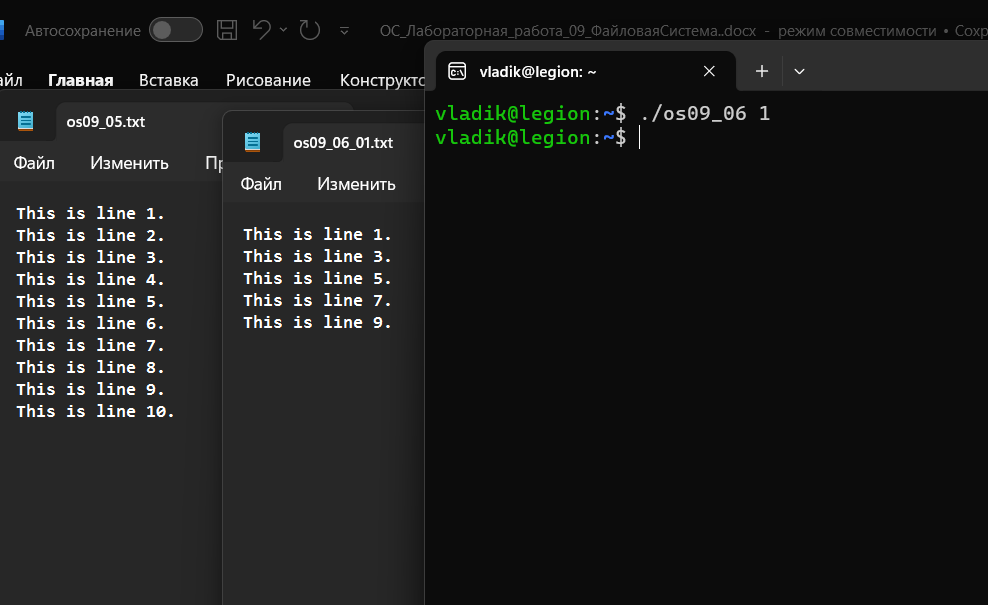 Автосохранение
ОС_Лабораторная_работа_09_ФайловаяСистема..docx - режим совместимости • Сохр
айл Главная Вставка Рисование Конструкто
os09_05.txt
Файл Изменить Пр
This is line 1.
This is line 2.
This is line 3.
This is line 4.
This is line 5.
This is line 6.
This is line 7.
This is line 8.
This is line 9.
This is line 10.
os09_06_01.txt
Файл Изменить
This is line 1.
This is line 3.
This is line 5.
This is line 7.
This is line 9.
vladik@legion: ~
vladik@legion:~$ ./os09_06 1
vladik@legion:~$